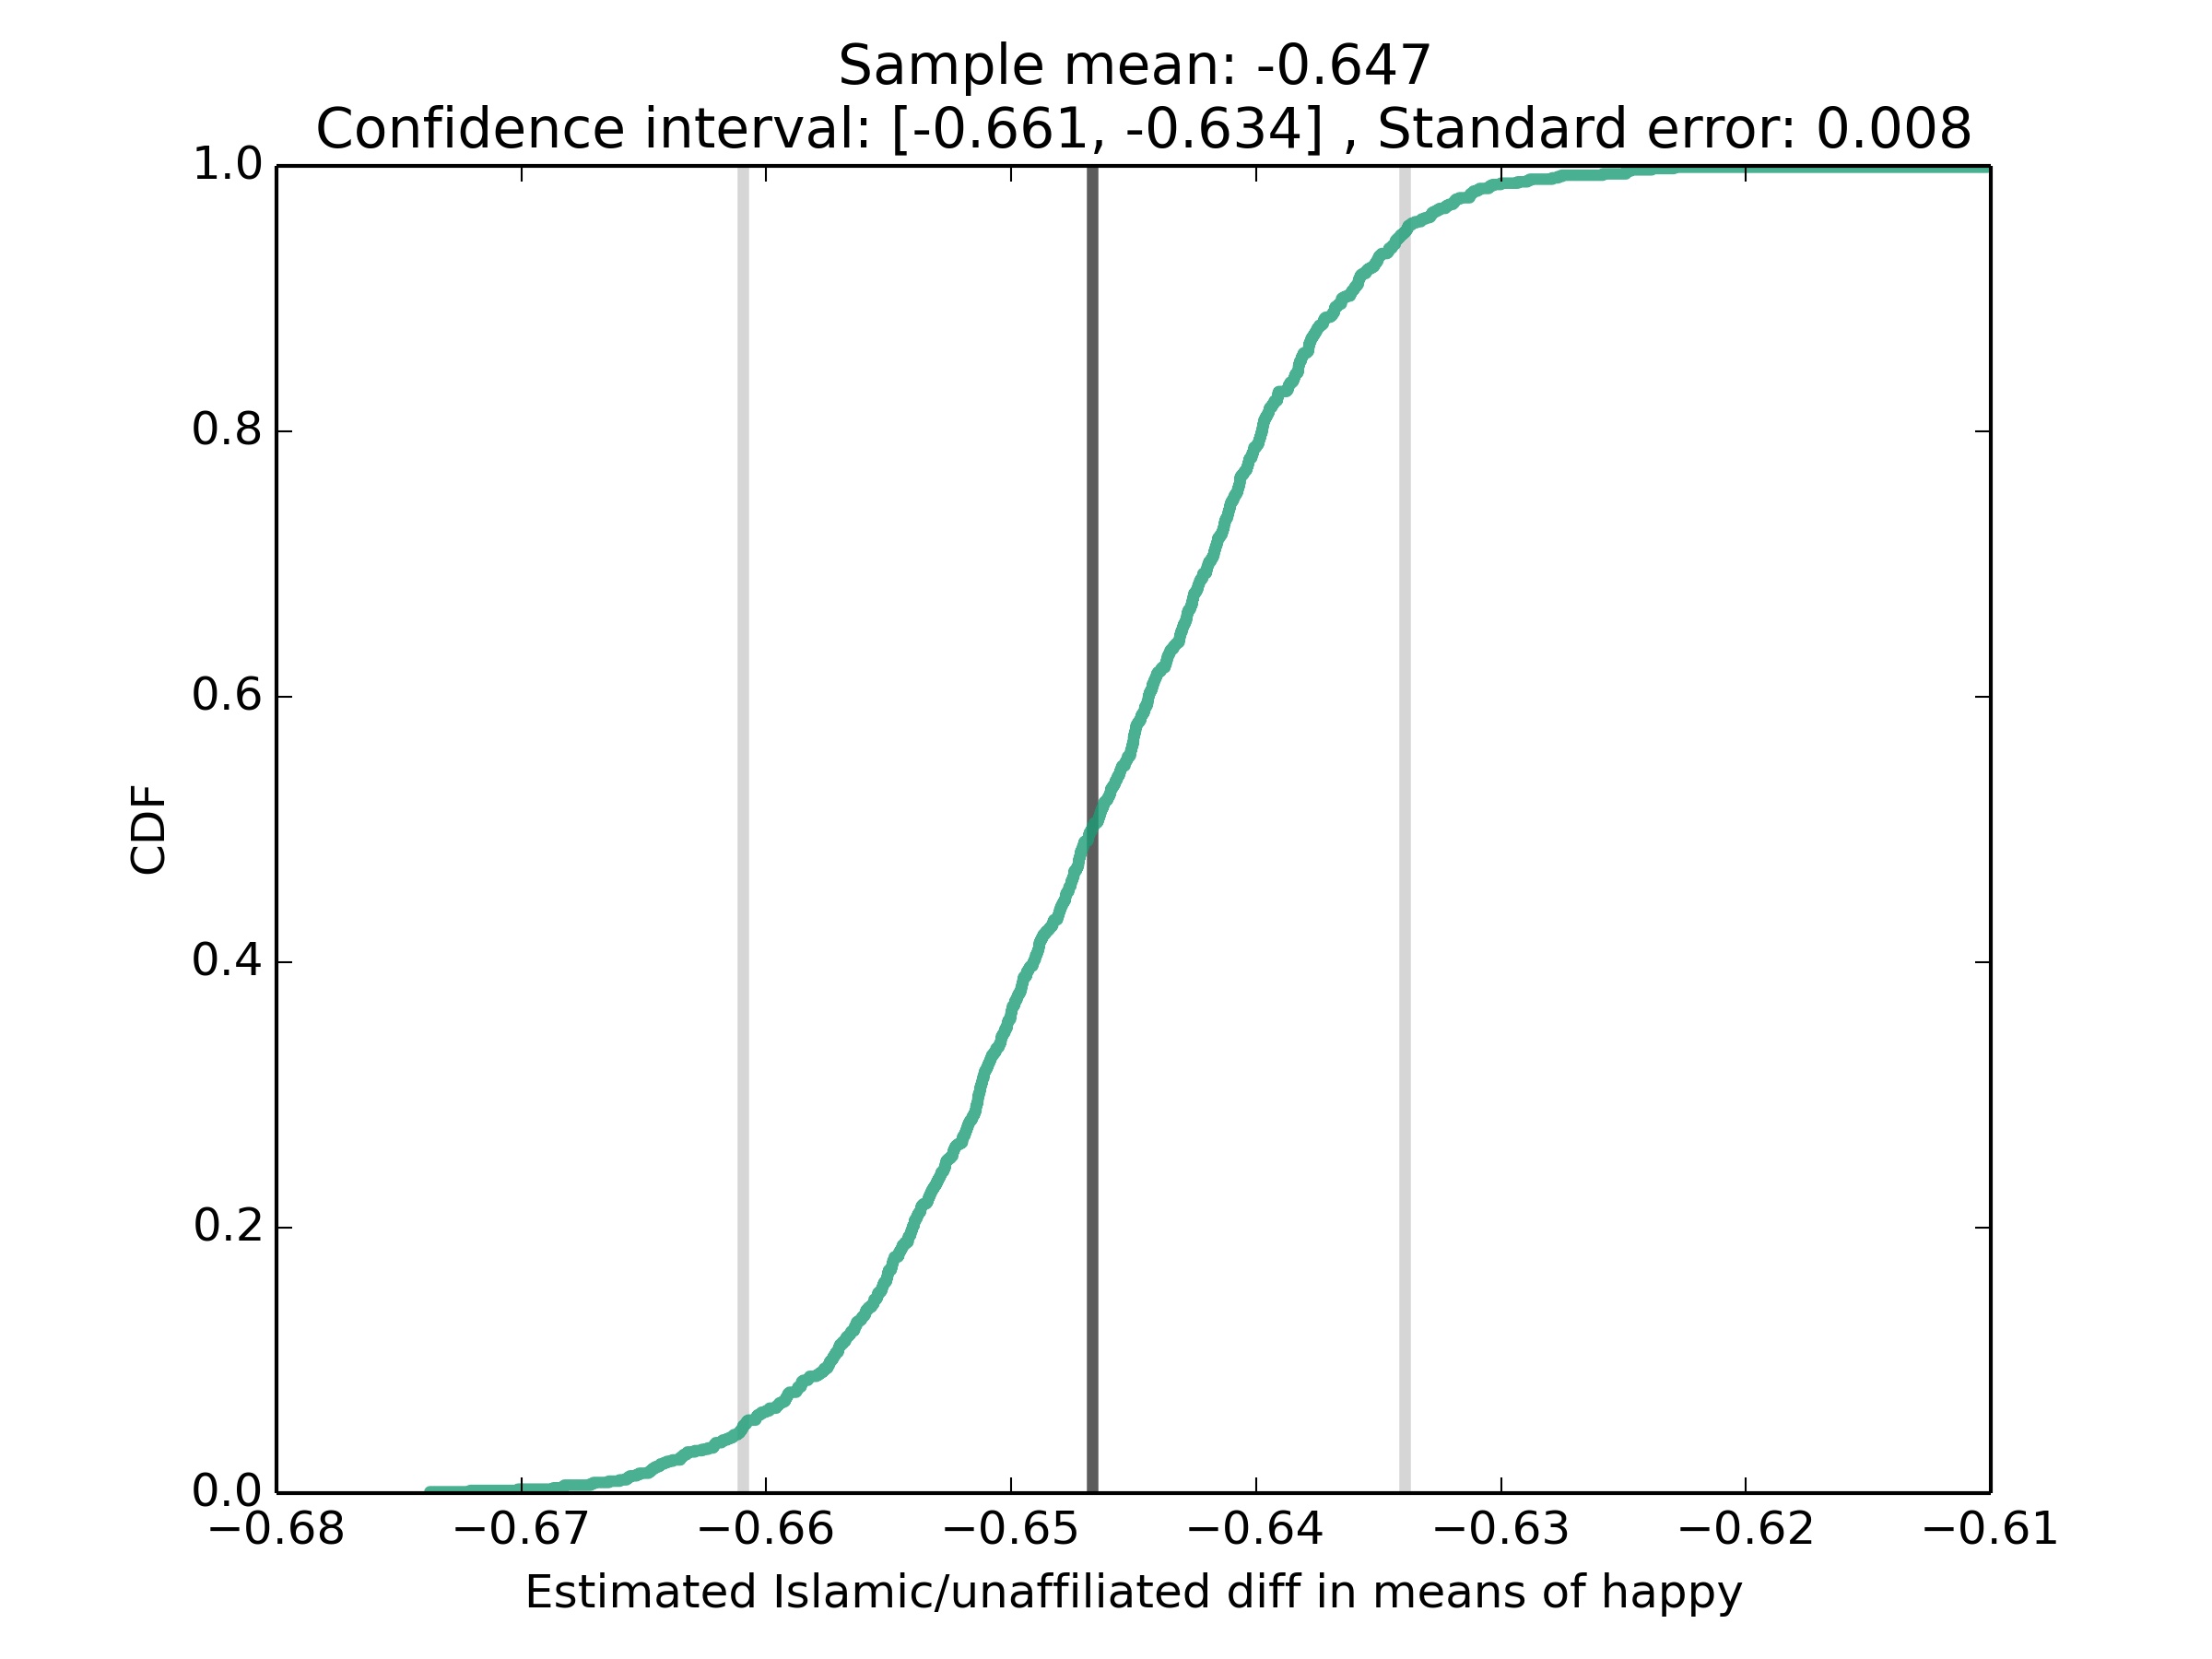 Sample mean: -0.647
Confidence interval: [-0.661, -0.634] , Standard error: 0.008
1.0
0.8
0.6
0.4
0.2
0.0
CDF
−0.68 −0.67 −0.66 −0.65 −0.64 −0.63 −0.62 −0.61
Estimated Islamic/unaffiliated diff in means of happy